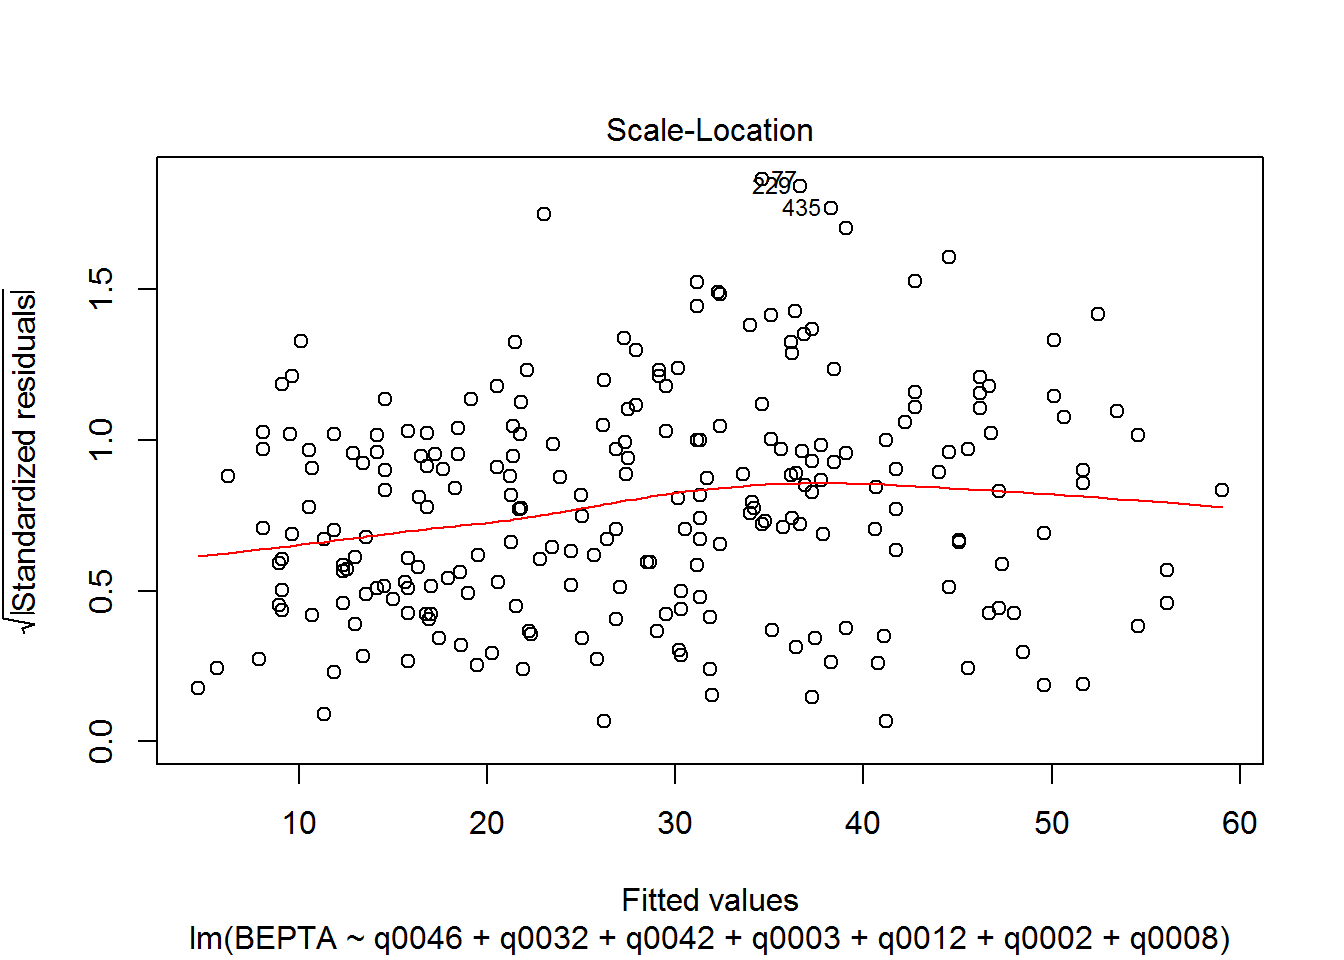 Scale-Location
77
229
435
√|Standardized residuals|
1.5
1.0
0.5
0.0
10 20 30 40 50 60
Fitted values
lm(BEPTA ~ q0046 + q0032 + q0042 + q0003 + q0012 + q0002 + q0008)